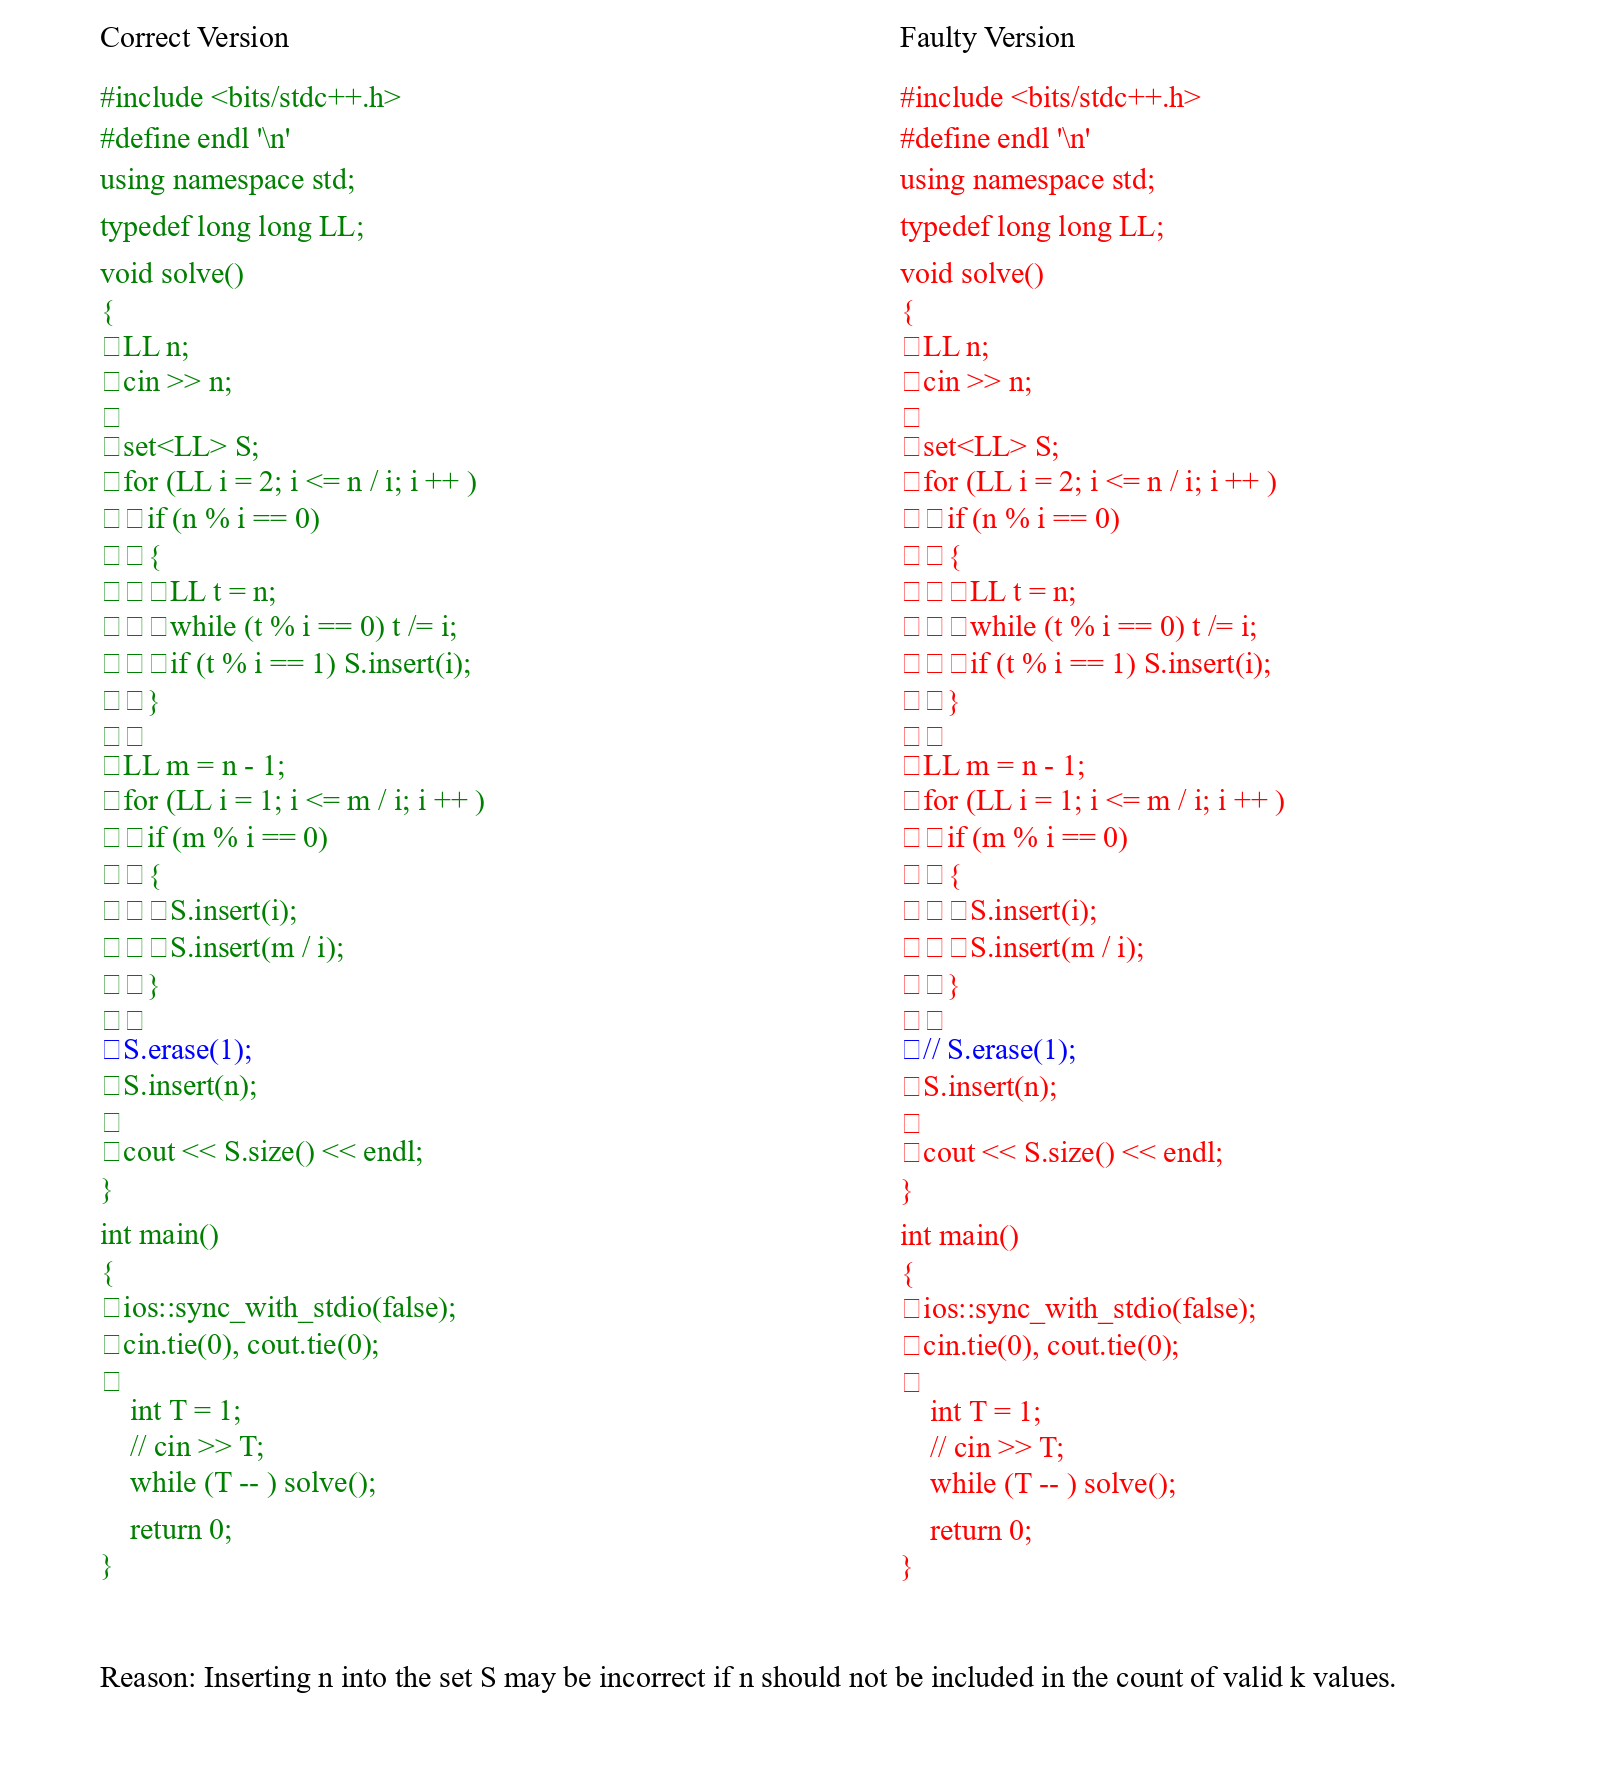 Correct Version
#include <bits/stdc++.h>
#define endl '\n'
using namespace std;
typedef long long LL;
void solve()
{
□LL n;
□cin >> n;
□
□set<LL> S;
□for (LL i = 2; i <= n / i; i ++ )
□□if (n % i == 0)
□□{
□□□LL t = n;
□□□while (t % i == 0) t /= i;
□□□if (t % i == 1) S.insert(i);
□□}
□□
□LL m = n - 1;
□for (LL i = 1; i <= m / i; i ++ )
□□if (m % i == 0)
□□{
□□□S.insert(i);
□□□S.insert(m / i);
□□}
□□
□S.erase(1);
□S.insert(n);
□
□cout << S.size() << endl;
}
int main()
{
□ios::sync_with_stdio(false);
□cin.tie(0), cout.tie(0);
□
int T = 1;
// cin >> T;
while (T -- ) solve();
return 0;
}
Faulty Version
#include <bits/stdc++.h>
#define endl '\n'
using namespace std;
typedef long long LL;
void solve()
{
□LL n;
□cin >> n;
□
□set<LL> S;
□for (LL i = 2; i <= n / i; i ++ )
□□if (n % i == 0)
□□{
□□□LL t = n;
□□□while (t % i == 0) t /= i;
□□□if (t % i == 1) S.insert(i);
□□}
□□
□LL m = n - 1;
□for (LL i = 1; i <= m / i; i ++ )
□□if (m % i == 0)
□□{
□□□S.insert(i);
□□□S.insert(m / i);
□□}
□□
□// S.erase(1);
□S.insert(n);
□
□cout << S.size() << endl;
}
int main()
{
□ios::sync_with_stdio(false);
□cin.tie(0), cout.tie(0);
□
int T = 1;
// cin >> T;
while (T -- ) solve();
return 0;
}
Reason: Inserting n into the set S may be incorrect if n should not be included in the count of valid k values.